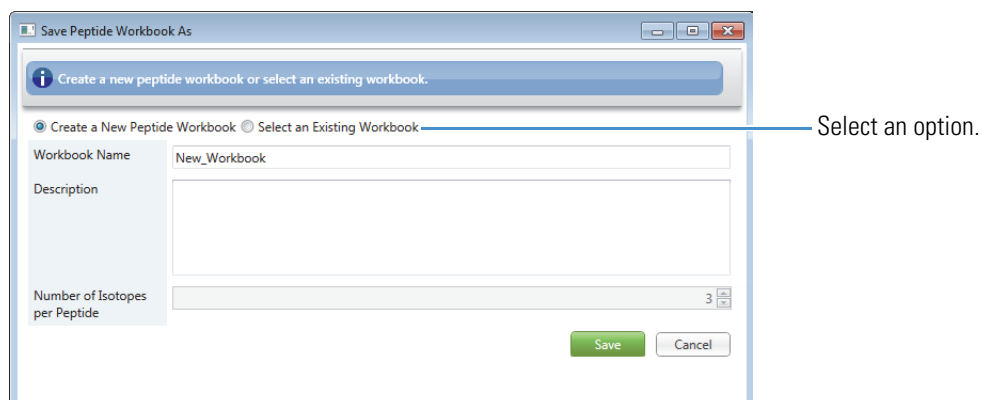 Save Peptide Workbook As
Create a new peptide workbook or select an existing workbook.
Create a New Peptide Workbook Select an Existing Workbook
Select an option.
Workbook Name New_Workbook
Description
Number of Isotopes
per Peptide
3
Save Cancel